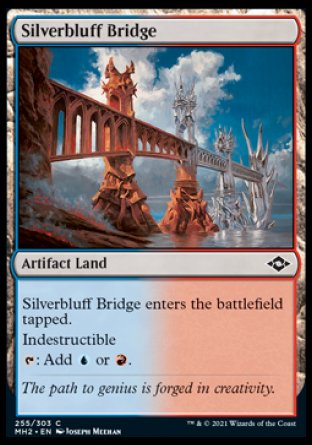 Silverbluff Bridge
Artifact Land
Silverbluff Bridge enters the battlefield
tapped.
Indestructible
: Add or .
The path to genius is forged in creativity.
255/303 C
MH2 • EN Joseph Meehan
™ & © 2021 Wizards of the Coast